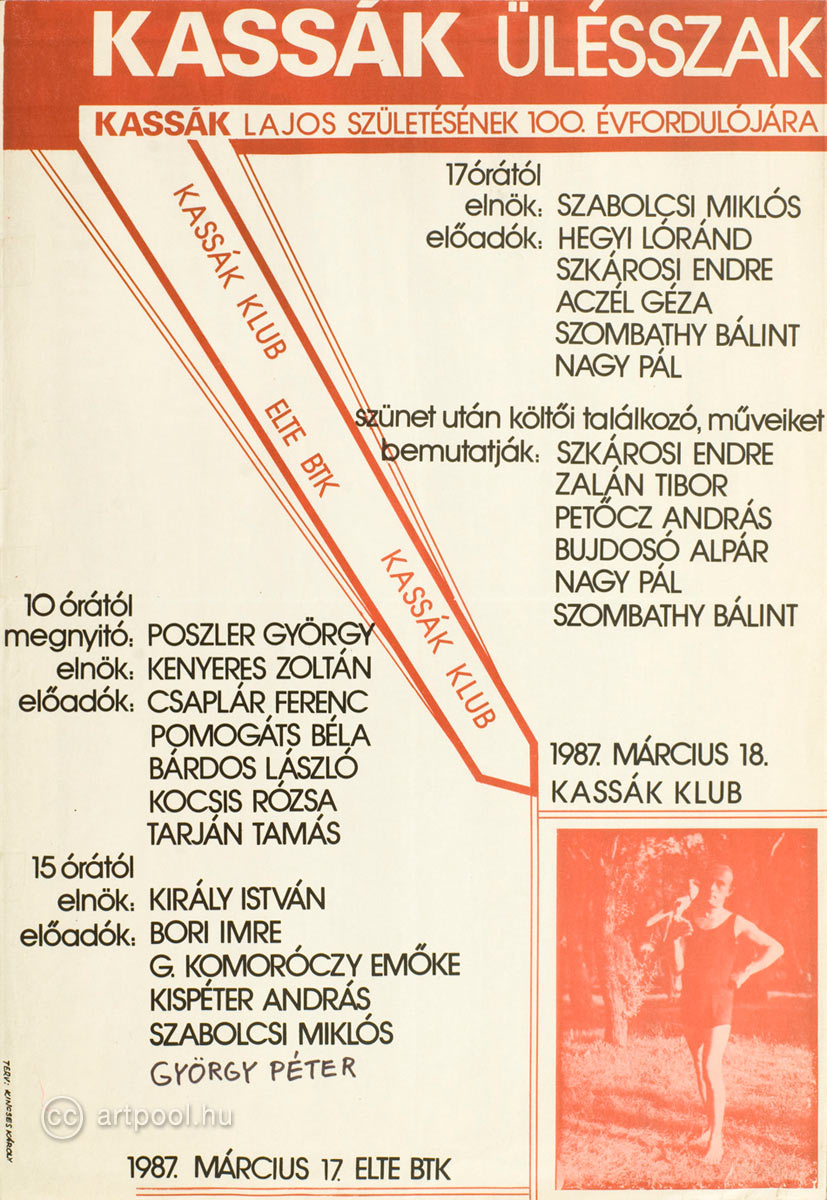 KASSÁK ÜLÉSSZAK
KASSÁK LAJOS SZÜLETÉSÉNEK 100. ÉVFORDULÓJÁRA
KASSÁK KLUB ELTE BTK KASSÁK KLUB
17órától
elnök: SZABOLCSI MIKLÓS
előadók: HEGYI LÓRÁND
SZKÁROSI ENDRE
ACZÉL GÉZA
SZOMBATHY BÁLINT
NAGY PÁL
szünet után költői találkozó, műveiket
bemutatják: SZKÁROSI ENDRE
ZALÁN TIBOR
PETŐCZ ANDRÁS
BUJDOSÓ ALPÁR
NAGY PÁL
SZOMBATHY BÁLINT
1987. MÁRCIUS 18.
KASSÁK KLUB
10 órától
megnyitó: POSZLER GYÖRGY
elnök: KENYERES ZOLTÁN
előadók: CSAPLÁR FERENC
POMOGÁTS BÉLA
BÁRDOS LÁSZLÓ
KOCSIS RÓZSA
TARJÁN TAMÁS
15 órától
elnök: KIRÁLY ISTVÁN
előadók: BORI IMRE
G. KOMORÓCZY EMŐKE
KISPÉTER ANDRÁS
SZABOLCSI MIKLÓS
GYÖRGY PÉTER
1987. MÁRCIUS 17. ELTE BTK
TERV: KINCSES KÁROLY
cc artpool.hu